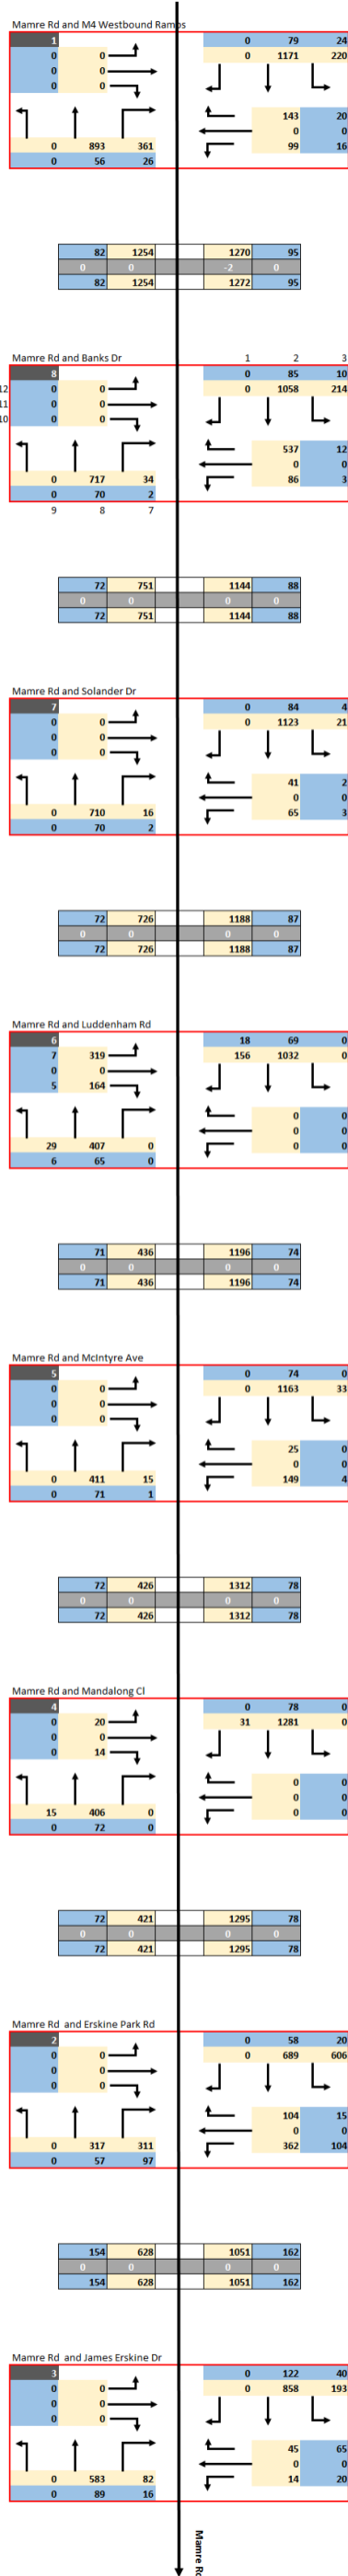 Mamre Rd and M4 Westbound Ramps
1 0 79 24
0 0 0 1171 220
0 0
0 0
143 20
0 0
0 893 361 99 16
0 56 26
82 1254 1270 95
0 0 -2 0
82 1254 1272 95
Mamre Rd and Banks Dr 1 2 3
8 0 85 10
12 0 0 0 1058 214
11 0 0
10 0 0
537 12
0 0
0 717 34 86 3
0 70 2
9 8 7
72 751 1144 88
0 0 0 0
72 751 1144 88
Mamre Rd and Solander Dr
7 0 84 4
0 0 0 1123 21
0 0
0 0
41 2
0 0
0 710 16 65 3
0 70 2
72 726 1188 87
0 0 0 0
72 726 1188 87
Mamre Rd and Luddenham Rd
6 18 69 0
7 319 156 1032 0
0 0
5 164
0 0
0 0
29 407 0 0 0
6 65 0
71 436 1196 74
0 0 0 0
71 436 1196 74
Mamre Rd and McIntyre Ave
5 0 74 0
0 0 0 1163 33
0 0
0 0
25 0
0 0
0 411 15 149 4
0 71 1
72 426 1312 78
0 0 0 0
72 426 1312 78
Mamre Rd and Mandalong Cl
4 0 78 0
0 20 31 1281 0
0 0
0 14
0 0
0 0
15 406 0 0 0
0 72 0
72 421 1295 78
0 0 0 0
72 421 1295 78
Mamre Rd and Erskine Park Rd
2 0 58 20
0 0 0 689 606
0 0
0 0
104 15
0 0
0 317 311 362 104
0 57 97
154 628 1051 162
0 0 0 0
154 628 1051 162
Mamre Rd and James Erskine Dr
3 0 122 40
0 0 0 858 193
0 0
0 0
45 65
0 0
0 583 82 14 20
0 89 16
Mamre Rd